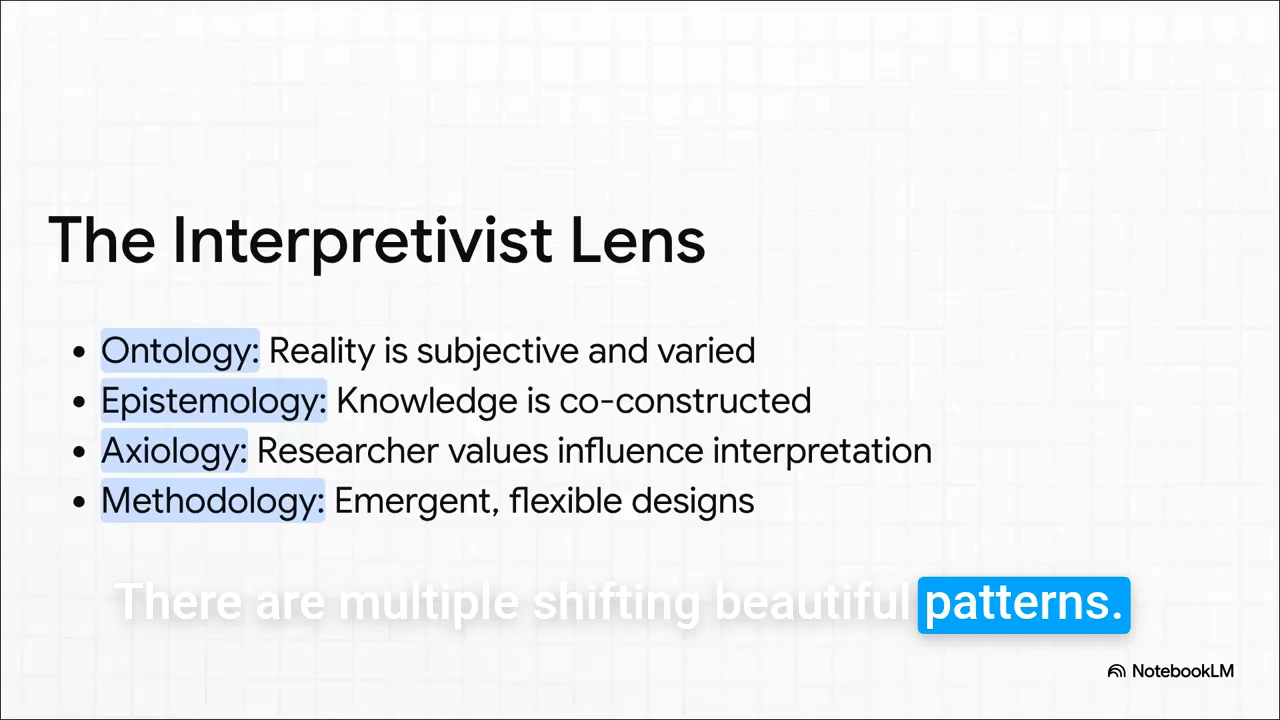 The Interpretivist Lens
• Ontology: Reality is subjective and varied
• Epistemology: Knowledge is co-constructed
• Axiology: Researcher values influence interpretation
• Methodology: Emergent, flexible designs
There are multiple shifting beautiful patterns.
NotebookLM